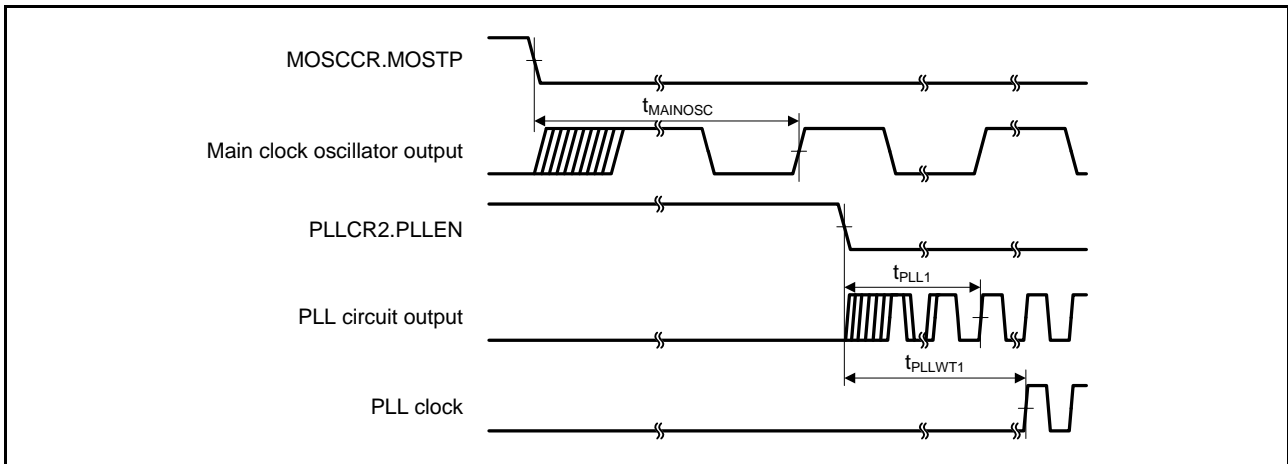 MOSCCR.MOSTP
tMAINOSC
Main clock oscillator output
PLLCR2.PLLEN
tPLL1
PLL circuit output
tPLLWT1
PLL clock